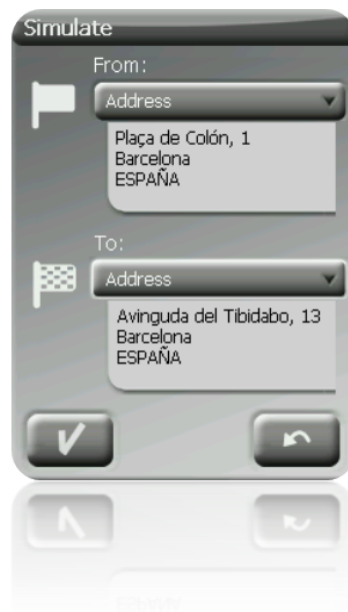 Simulate
From:
Address
Plaça de Colón, 1
Barcelona
ESPAÑA
To:
Address
Avinguda del Tibidabo, 13
Barcelona
ESPAÑA